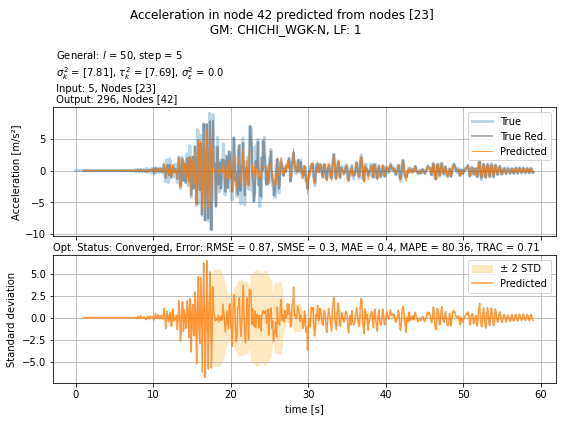 Acceleration in node 42 predicted from nodes [23]
GM: CHICHI_WGK-N, LF: 1
General: l = 50, step = 5
σ²ₖ = [7.81], τ²ₖ = [7.69], σ²ε = 0.0
Input: 5, Nodes [23]
Output: 296, Nodes [42]
Acceleration [m/s²]
5
0
−5
−10
True
True Red.
Predicted
Opt. Status: Converged, Error: RMSE = 0.87, SMSE = 0.3, MAE = 0.4, MAPE = 80.36, TRAC = 0.71
Standard deviation
5.0
2.5
0.0
−2.5
−5.0
± 2 STD
Predicted
0 10 20 30 40 50 60
time [s]